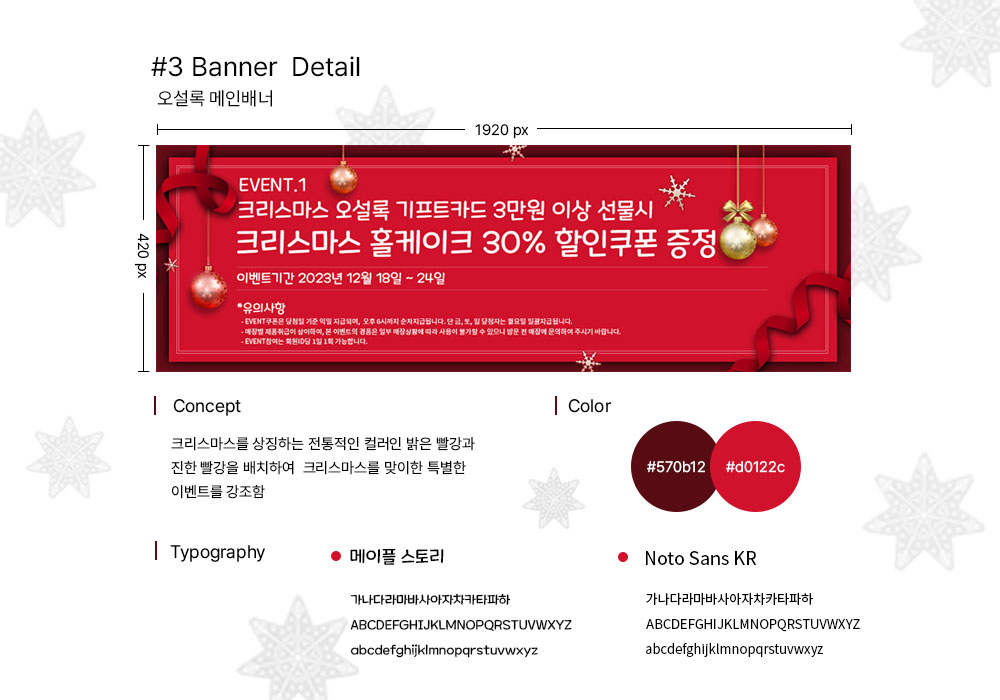 #3 Banner Detail
오설록 메인배너
1920 px
420 px
EVENT.1
크리스마스 오설록 기프트카드 3만원 이상 선물시
크리스마스 홀케이크 30% 할인쿠폰 증정
이벤트기간 2023년 12월 18일 ~ 24일
*유의사항
- EVENT쿠폰은 당첨일 기준 익일 지급되며, 오후 6시까지 순차지급됩니다. 단 금, 토, 일 당첨자는 월요일 일괄지급됩니다.
- 매장별 제품취급이 상이하여, 본 이벤트의 경품은 일부 매장상황에 따라 사용이 불가할 수 있으니 방문 전 매장에 문의하여 주시기 바랍니다.
- EVENT참여는 회원ID당 1일 1회 가능합니다.
Concept
크리스마스를 상징하는 전통적인 컬러인 밝은 빨강과
진한 빨강을 배치하여 크리스마스를 맞이한 특별한
이벤트를 강조함
Color
#570b12
#d0122c
Typography
메이플 스토리
가나다라마바사아자차카타파하
ABCDEFGHIJKLMNOPQRSTUVWXYZ
abcdefghijklmnopqrstuvwxyz
Noto Sans KR
가나다라마바사아자차카타파하
ABCDEFGHIJKLMNOPQRSTUVWXYZ
abcdefghijklmnopqrstuvwxyz